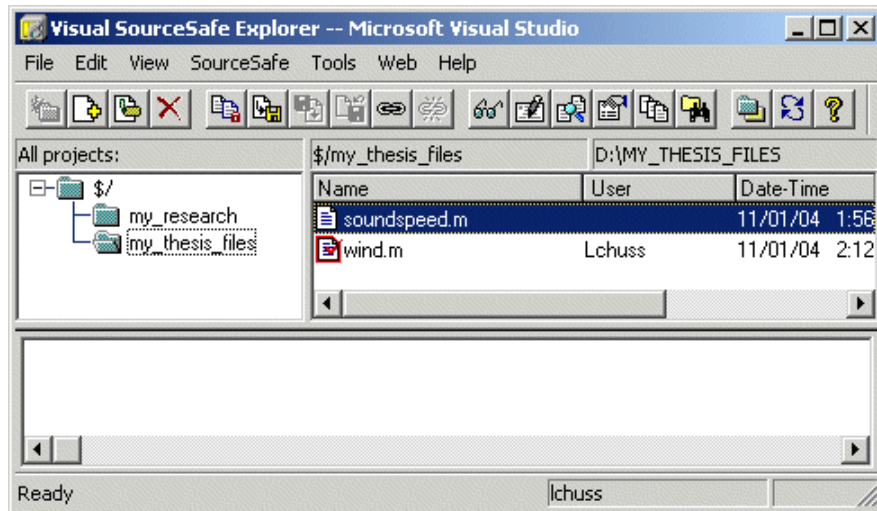 Visual SourceSafe Explorer -- Microsoft Visual Studio
File Edit View SourceSafe Tools Web Help
All projects: $/my_thesis_files D:\MY_THESIS_FILES
$/ Name User Date-Time
my_research soundspeed.m 11/01/04 1:56
my_thesis_files wind.m Lchuss 11/01/04 2:12
Ready lchuss